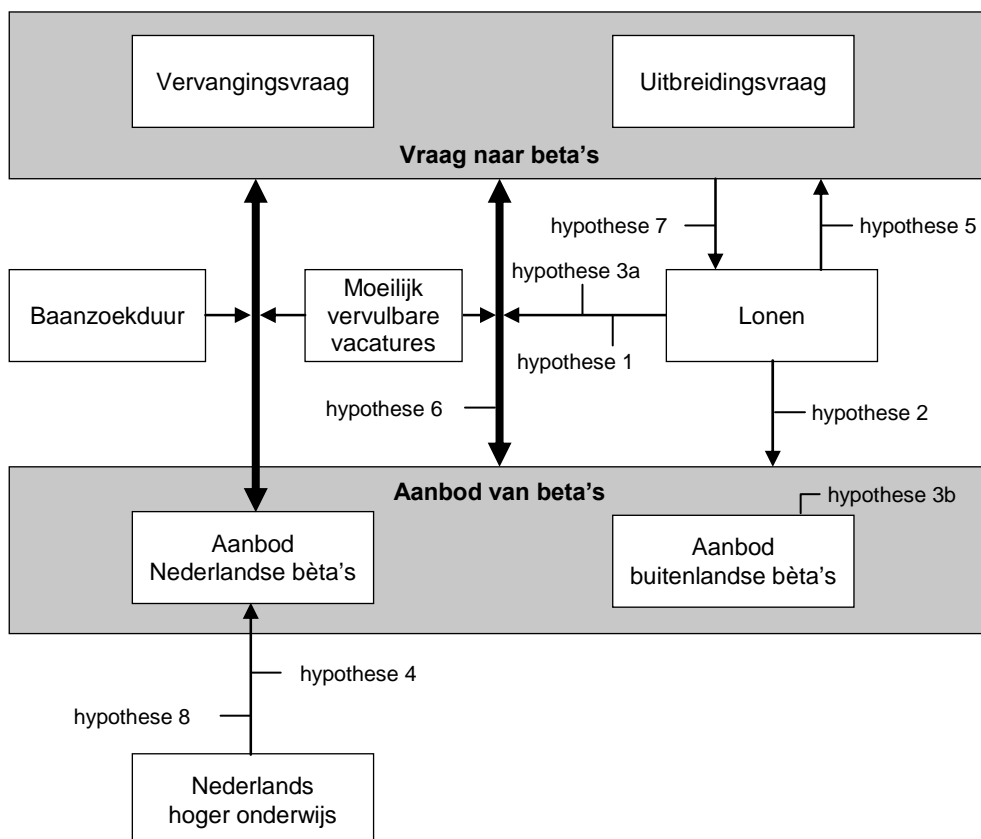 Vervangingsvraag
Uitbreidingsvraag
Vraag naar beta’s
hypothese 7
hypothese 5
hypothese 3a
Baanzoekduur
Moeilijk
vervulbare
vacatures
Lonen
hypothese 1
hypothese 6
hypothese 2
Aanbod van beta’s
hypothese 3b
Aanbod
Nederlandse bèta’s
Aanbod
buitenlandse bèta’s
hypothese 4
hypothese 8
Nederlands
hoger onderwijs